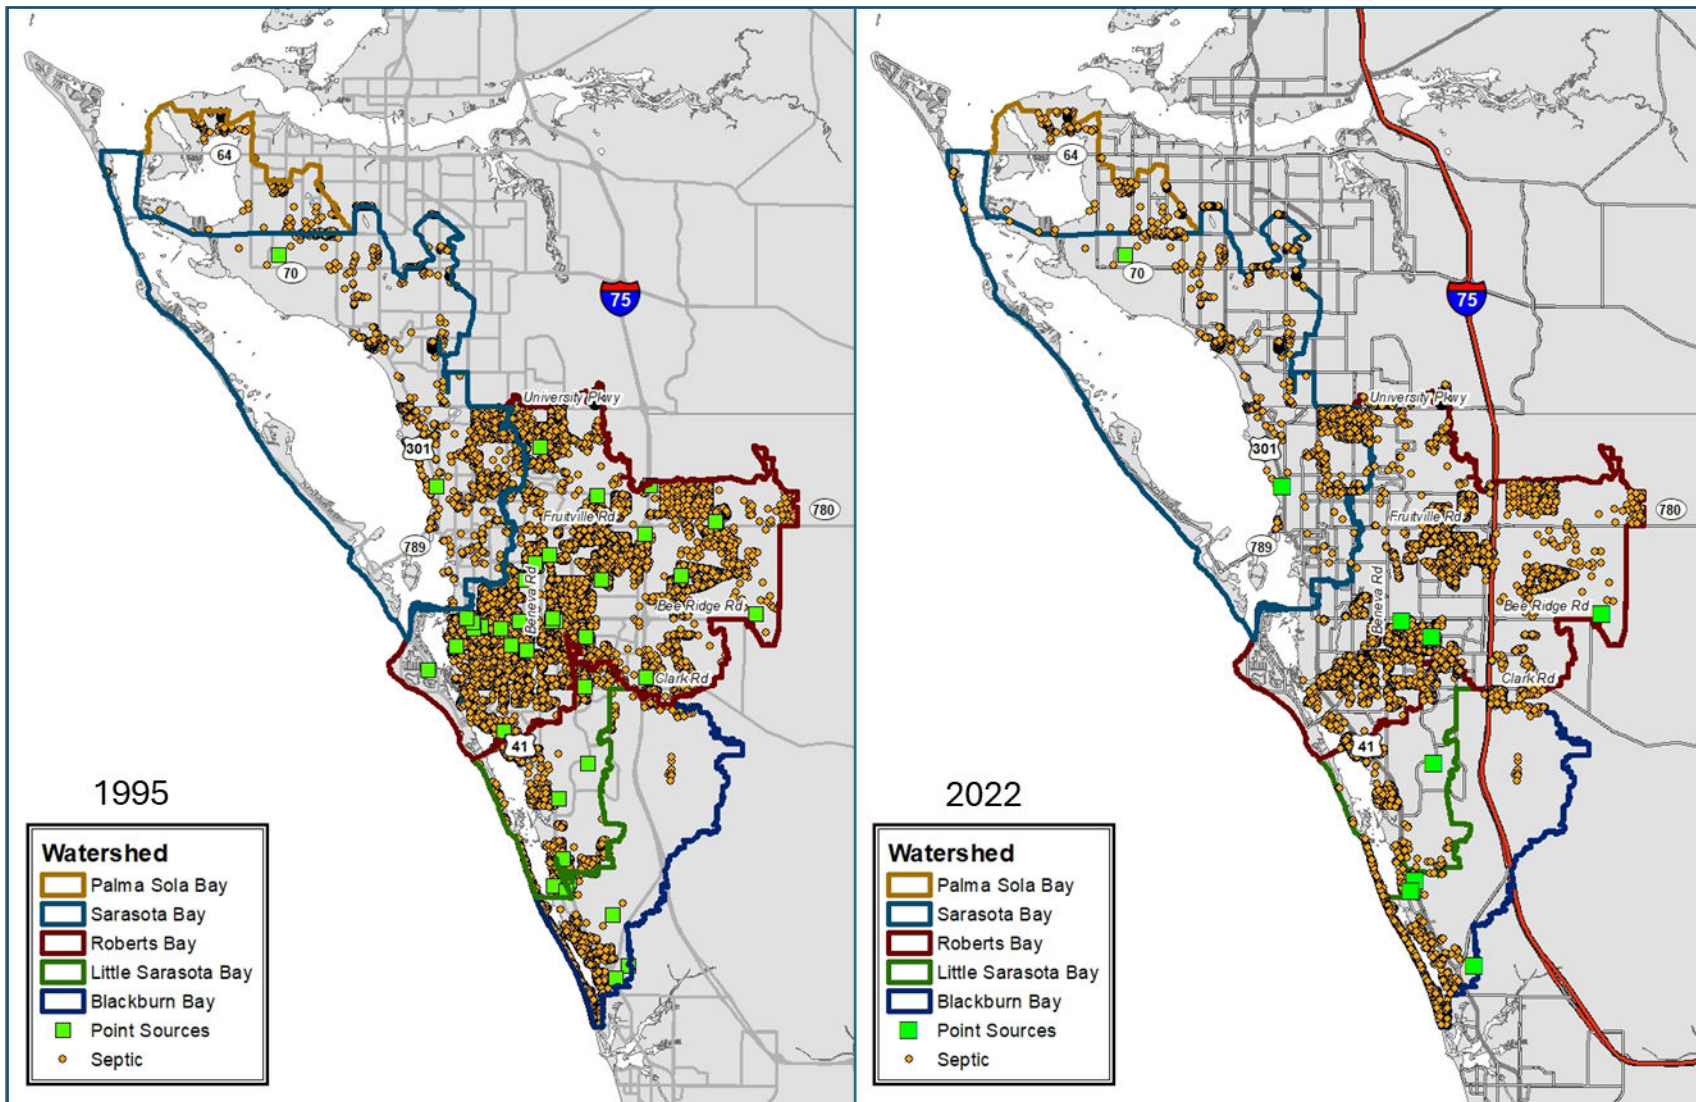 64
70
75
University Pkwy
301
780
Fruitville Rd
789
Beneva Rd
Bee Ridge Rd
Clark Rd
41
1995
Watershed
Palma Sola Bay
Sarasota Bay
Roberts Bay
Little Sarasota Bay
Blackburn Bay
Point Sources
Septic
64
70
75
University Pkwy
301
780
Fruitville Rd
789
Beneva Rd
Bee Ridge Rd
Clark Rd
41
2022
Watershed
Palma Sola Bay
Sarasota Bay
Roberts Bay
Little Sarasota Bay
Blackburn Bay
Point Sources
Septic